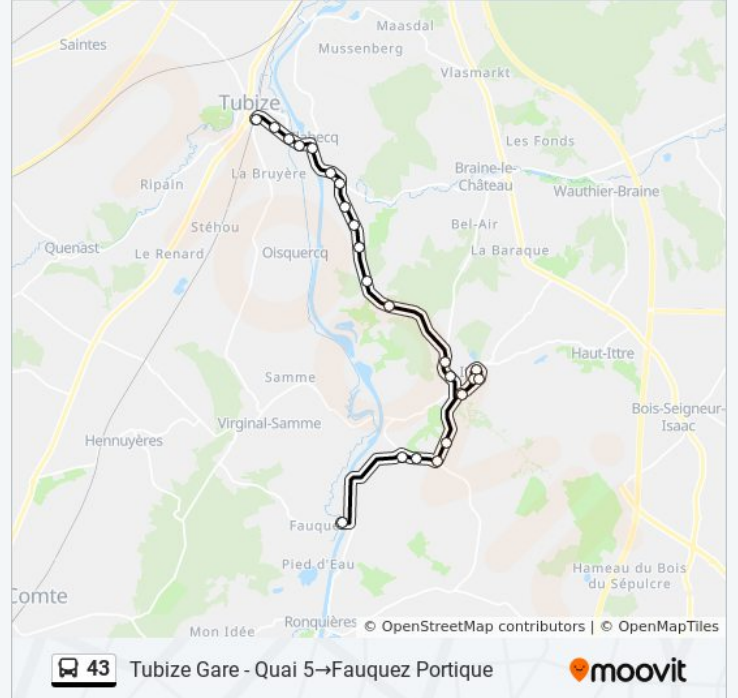 Maasdal
Saintes
Mussenberg
Vlasmarkt
Tubize
Les Fonds
La Bruyère
Braine-le-
Château
Ripain
Wauthier-Braine
Stéhou
Bel-Air
Quenast
Le Renard
Oisquercq
La Baraque
Haut-Ittre
Samme
Bois-Seigneur-
Isaac
Virginal-Samme
Hennuyères
Pied d'Eau
Hameau du Bois
du Sépulcre
Ronquières
Mon Idée
© OpenStreetMap contributors | © OpenMapTiles
43 Tubize Gare - Quai 5→Fauquez Portique
moovit